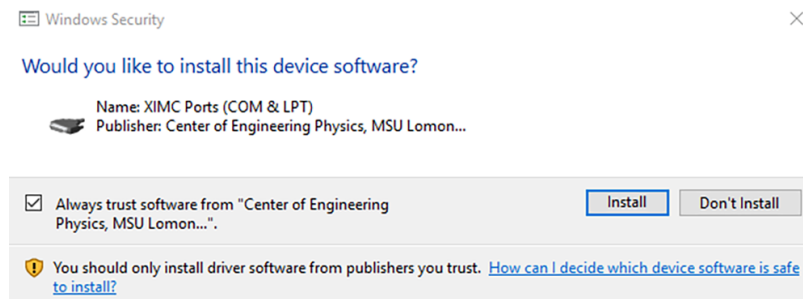 Windows Security
Would you like to install this device software?
Name: XIMC Ports (COM & LPT)
Publisher: Center of Engineering Physics, MSU Lomon...
Always trust software from "Center of Engineering
Physics, MSU Lomon...".
Install
Don't Install
You should only install driver software from publishers you trust. How can I decide which device software is safe
to install?